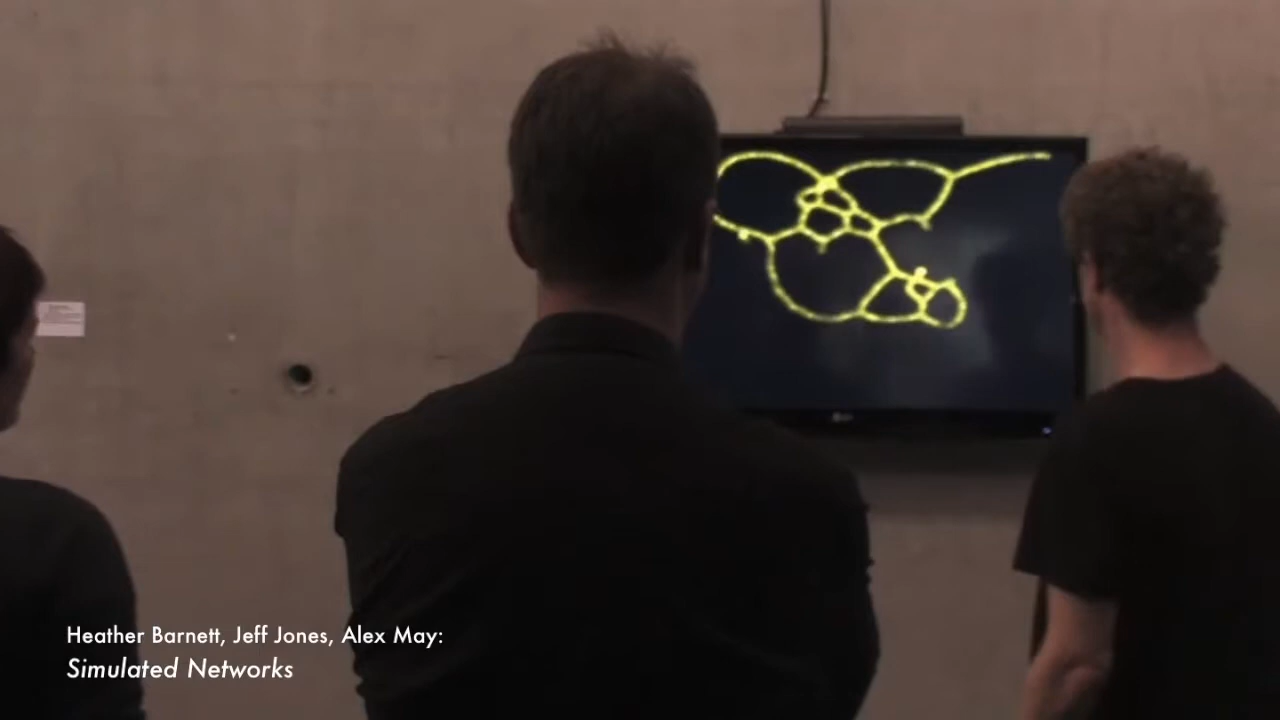 Heather Barnett, Jeff Jones, Alex May:
Simulated Networks